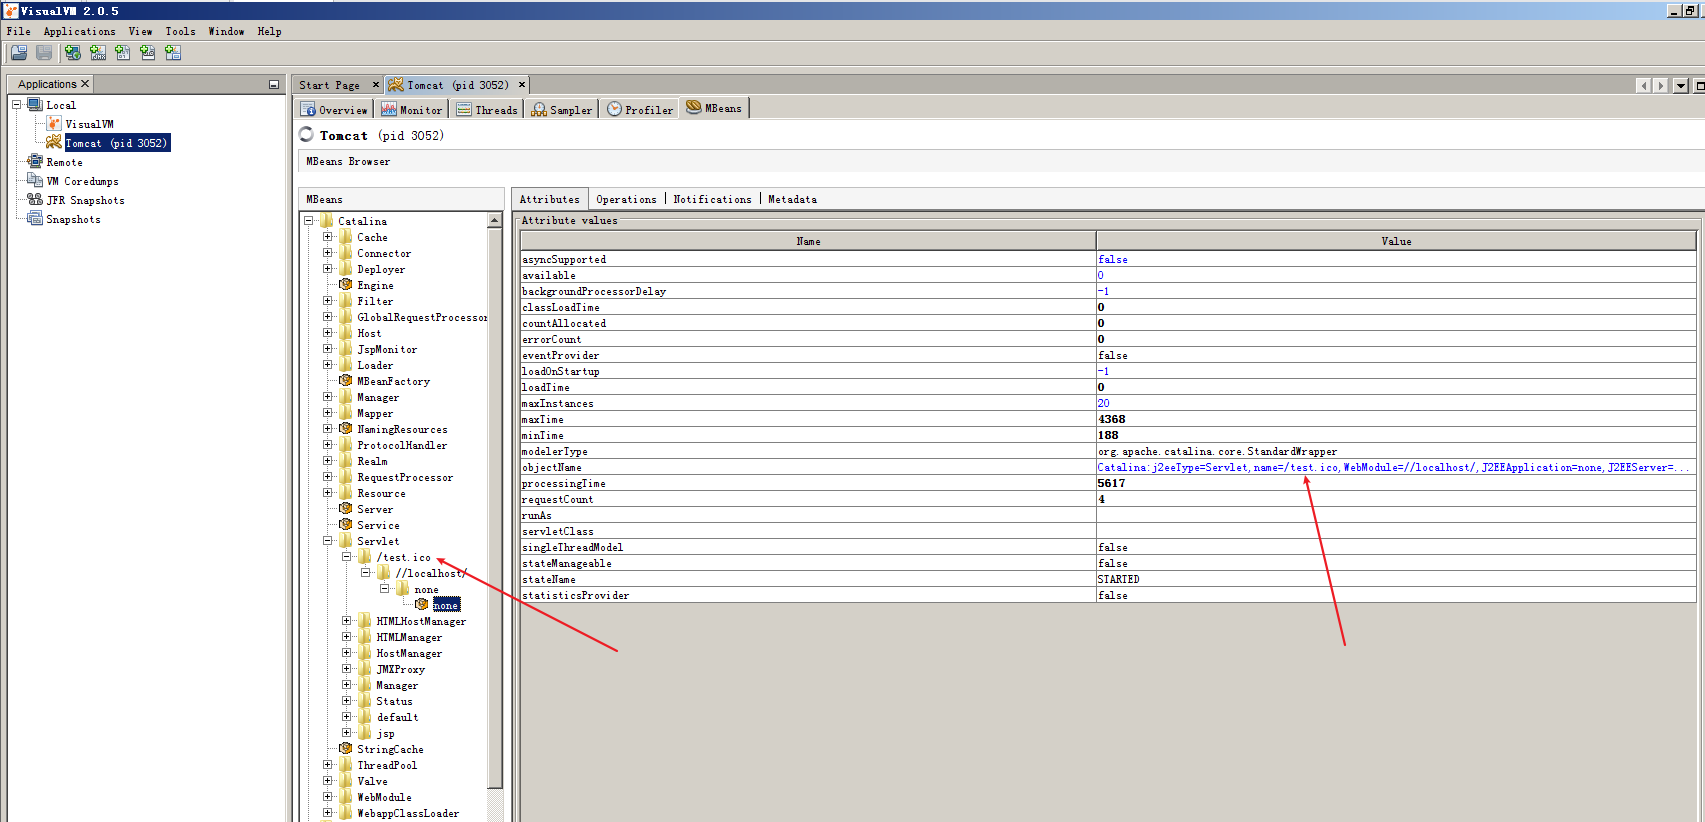 VisualVM 2.0.5
File Applications View Tools Window Help
Applications
Local
VisualVM
Tomcat (pid 3052)
Remote
VM Coredumps
JFR Snapshots
Snapshots
Start Page
Tomcat (pid 3052)
Overview
Monitor
Threads
Sampler
Profiler
MBeans
Tomcat (pid 3052)
MBeans Browser
MBeans
Catalina
Cache
Connector
Deployer
Engine
Filter
GlobalRequestProcessor
Host
JspMonitor
Loader
MBeanFactory
Manager
Mapper
NamingResources
ProtocolHandler
Realm
RequestProcessor
Resource
Server
Service
Servlet
/test.ico
//localhost/
none
none
HTMLHostManager
HTMLManager
HostManager
JMXProxy
Manager
Status
default
jsp
StringCache
ThreadPool
Valve
WebModule
WebappClassLoader
Attributes
Operations
Notifications
Metadata
Attribute values
Name Value
asyncSupported false
available 0
backgroundProcessorDelay -1
classLoadTime 0
countAllocated 0
errorCount 0
eventProvider false
loadOnStartup -1
loadTime 0
maxInstances 20
maxTime 4368
minTime 188
modelerType org.apache.catalina.core.StandardWrapper
objectName Catalina:j2eeType=Servlet,name=/test.ico,WebModule=//localhost/,J2EEApplication=none,J2EEServer=...
processingTime 5617
requestCount 4
runAs
servletClass
singleThreadModel false
stateManageable false
stateName STARTED
statisticsProvider false